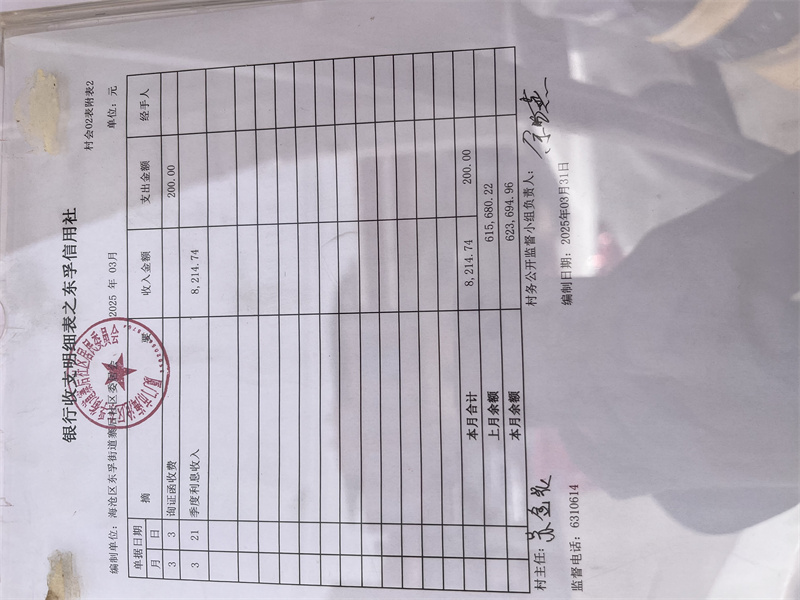 村会02表附表2
银行收支明细表之东孚信用社
编制单位：海沧区东孚街道寨后社区居委会 2025 年 03月 单位：元
单据日期 摘 要 收入金额 支出金额 经手人
月 日
3 3 询证函收费 200.00
3 21 季度利息收入 8,214.74
本月合计 8,214.74 200.00
上月余额 615,680.22
本月余额 623,694.96
村主任： 村务公开监督小组负责人：
监督电话：6310614 编制日期：2025年03月31日